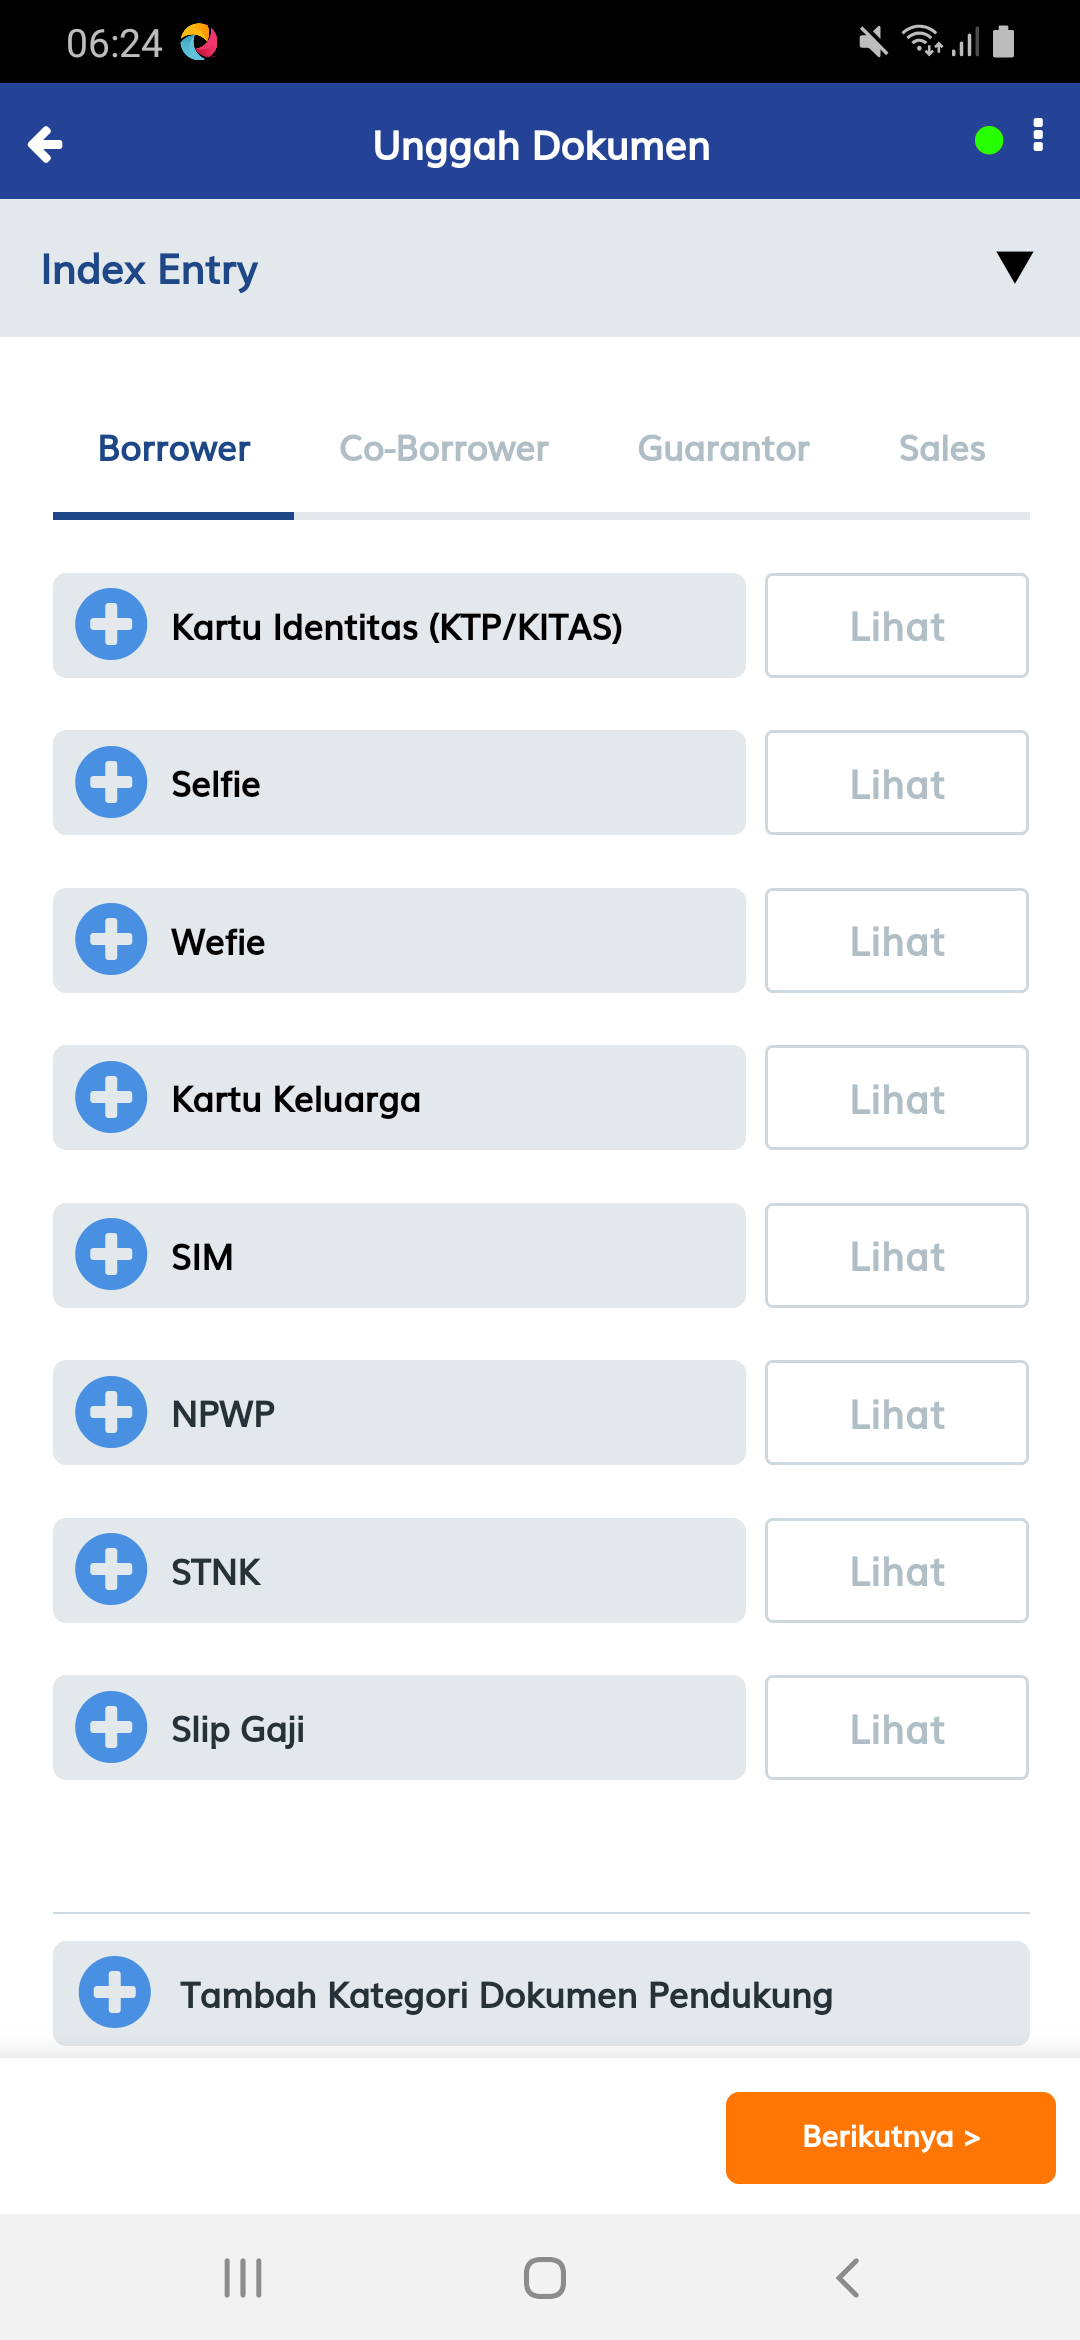 06:24
Unggah Dokumen
Index Entry
Borrower Co-Borrower Guarantor Sales
Kartu Identitas (KTP/KITAS) Lihat
Selfie Lihat
Wefie Lihat
Kartu Keluarga Lihat
SIM Lihat
NPWP Lihat
STNK Lihat
Slip Gaji Lihat
Tambah Kategori Dokumen Pendukung
Berikutnya >